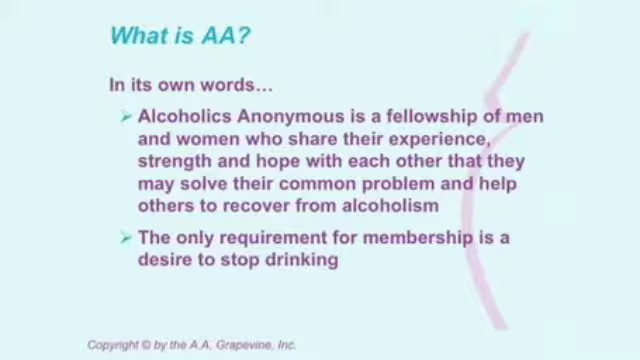 What is AA?
In its own words…
Alcoholics Anonymous is a fellowship of men
and women who share their experience,
strength and hope with each other that they
may solve their common problem and help
others to recover from alcoholism
The only requirement for membership is a
desire to stop drinking
Copyright © by the A.A. Grapevine, Inc.